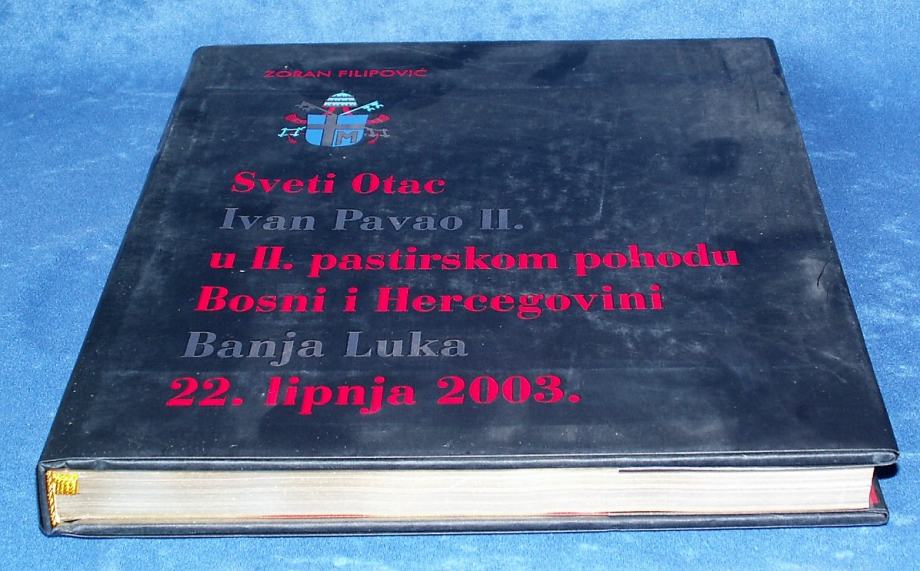 ZORAN FILIPOVIĆ
M
Sveti Otac
Ivan Pavao II.
u II. pastirskom pohodu
Bosni i Hercegovini
Banja Luka
22. lipnja 2003.